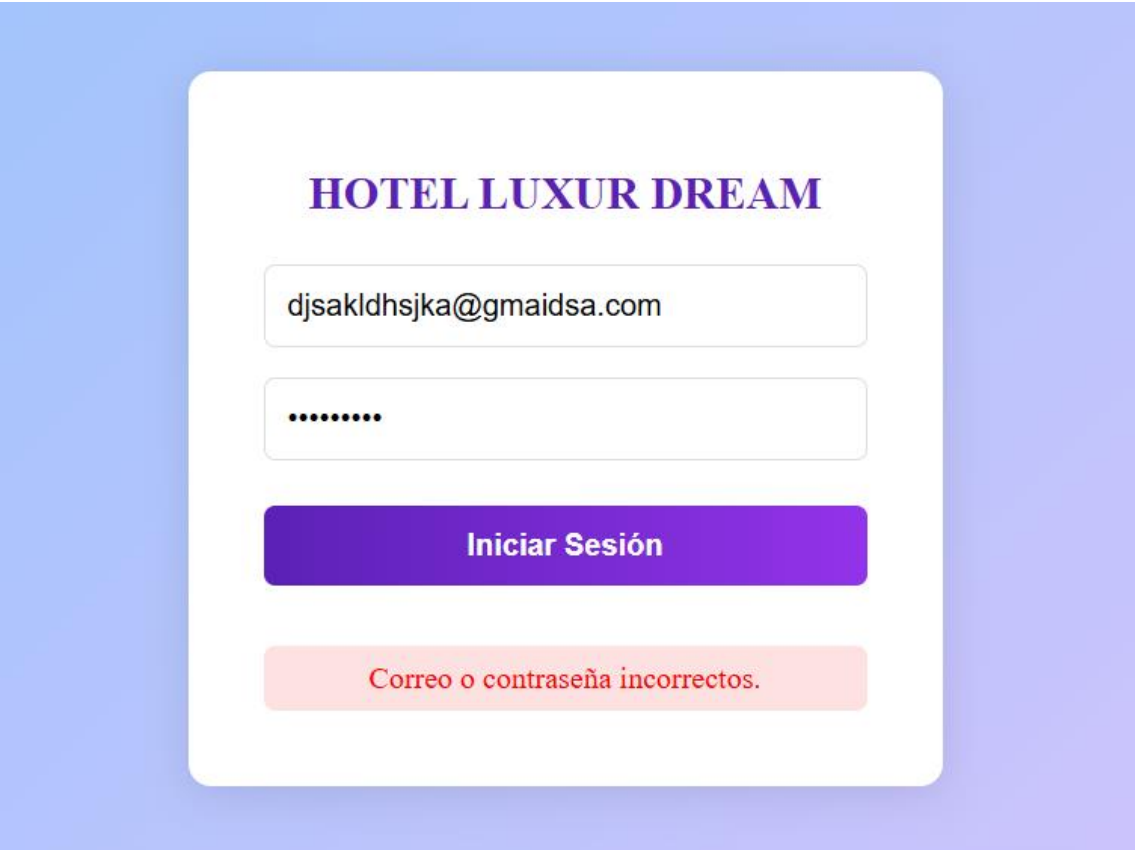 HOTEL LUXUR DREAM
djsakldhsjka@gmaidsa.com
•••••••••
Iniciar Sesión
Correo o contraseña incorrectos.